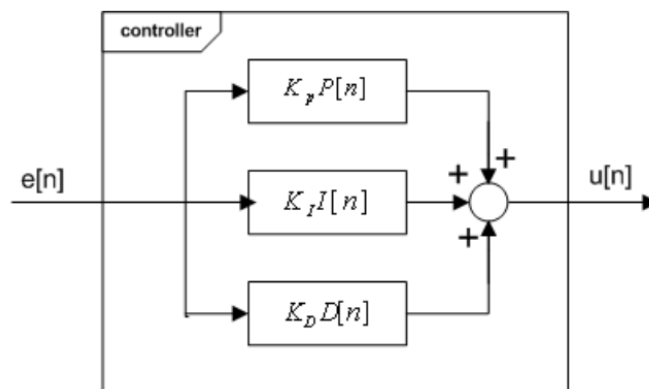 controller
K_p P[n]
+
+
e[n]
u[n]
K_I I[n]
+
K_D D[n]